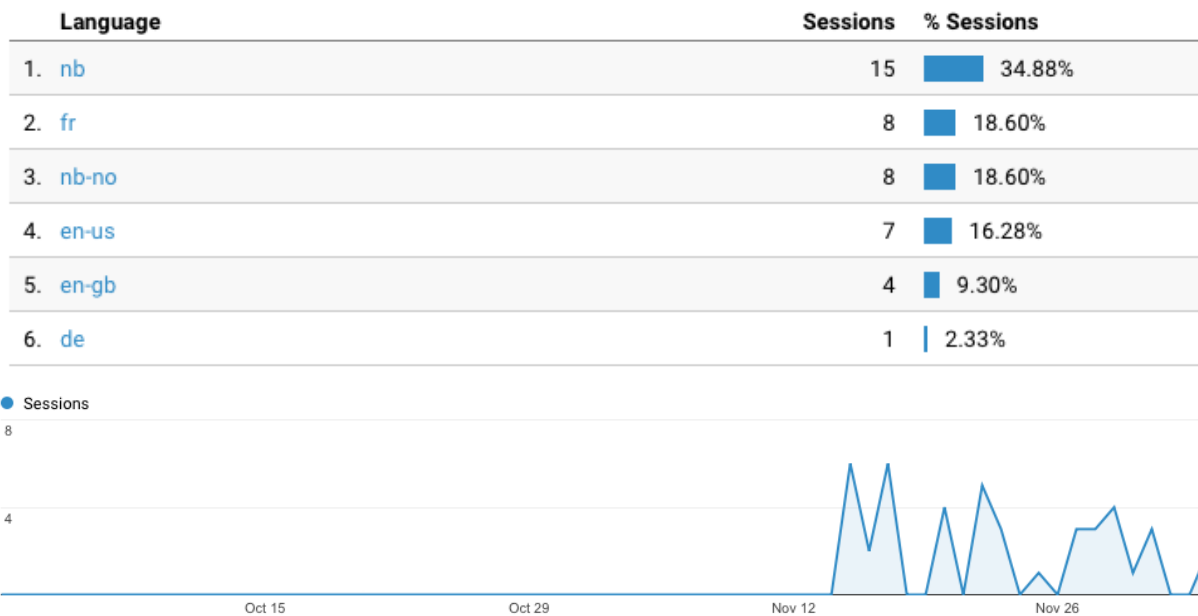 Language Sessions % Sessions
1. nb 15 34.88%
2. fr 8 18.60%
3. nb-no 8 18.60%
4. en-us 7 16.28%
5. en-gb 4 9.30%
6. de 1 2.33%
Sessions
8
4
Oct 15 Oct 29 Nov 12 Nov 26